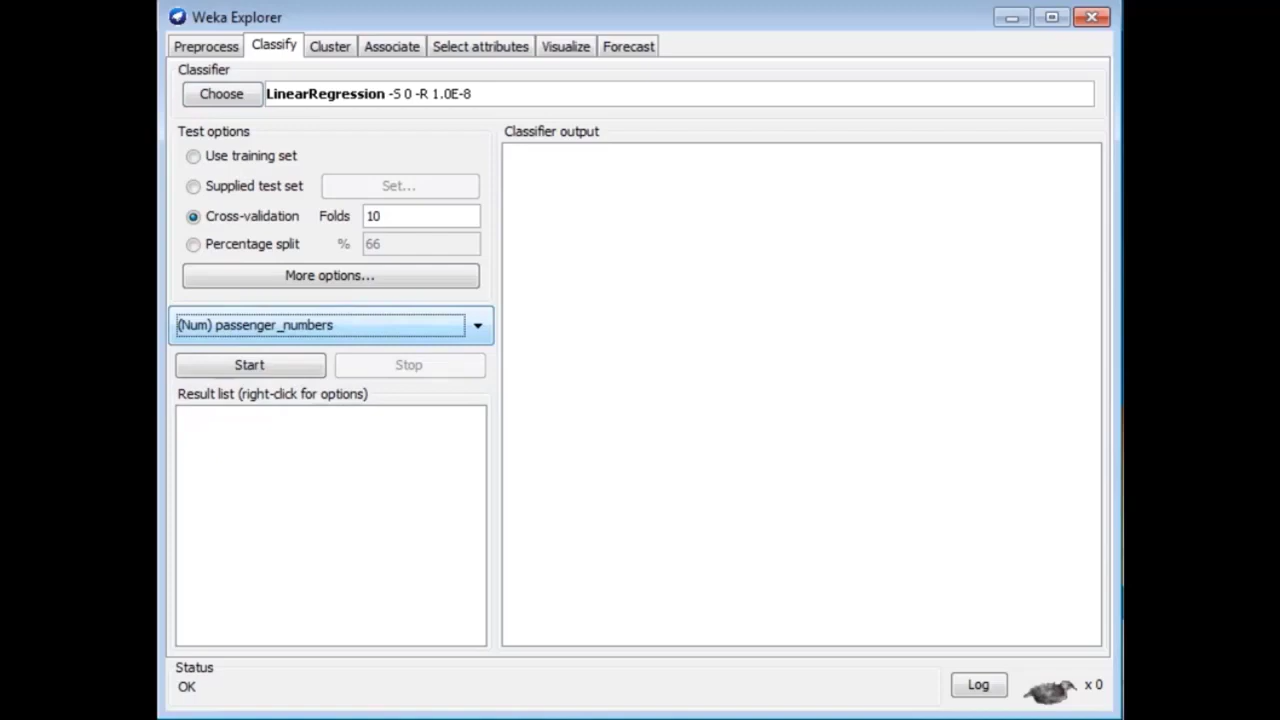 Weka Explorer
Preprocess Classify Cluster Associate Select attributes Visualize Forecast
Classifier
Choose LinearRegression -S 0 -R 1.0E-8
Test options
Use training set
Supplied test set Set...
Cross-validation Folds 10
Percentage split % 66
More options...
(Num) passenger_numbers
Start Stop
Result list (right-click for options)
Classifier output
Status
OK
Log x 0